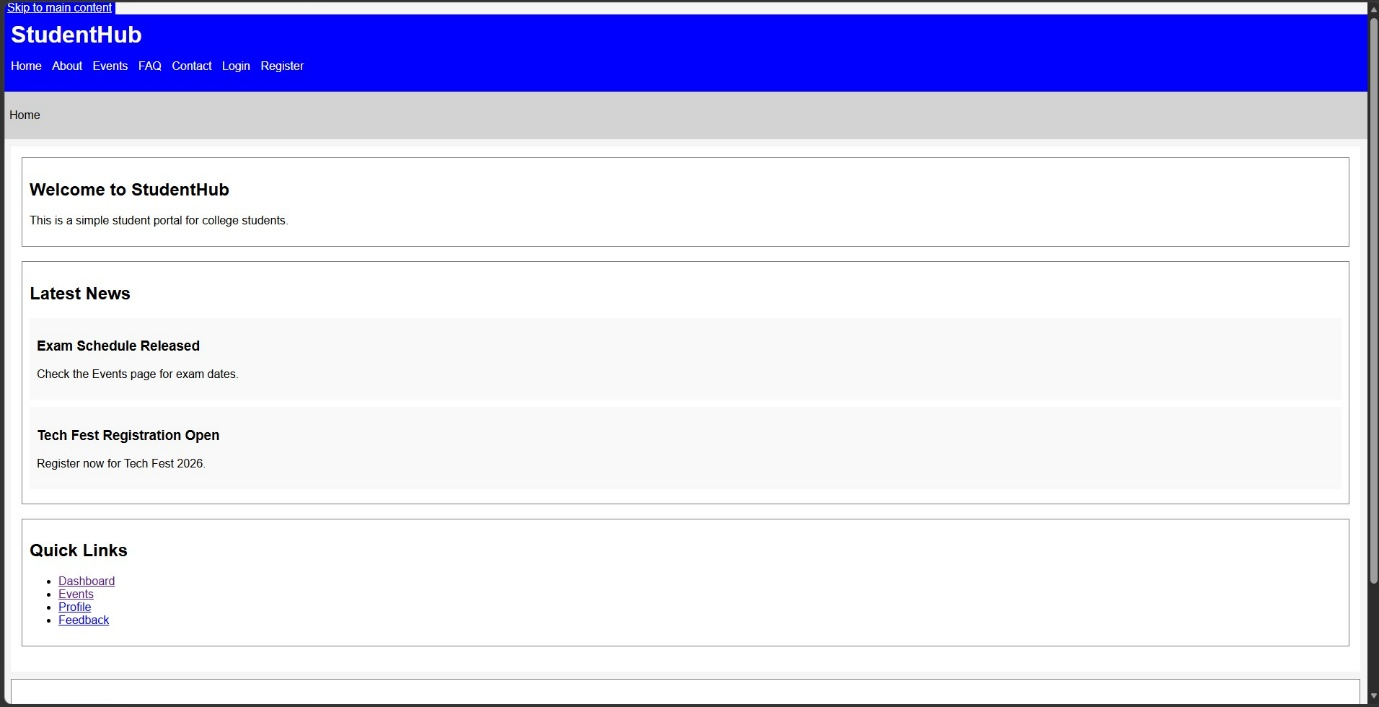 Skip to main content
StudentHub
Home About Events FAQ Contact Login Register
Home
Welcome to StudentHub
This is a simple student portal for college students.
Latest News
Exam Schedule Released
Check the Events page for exam dates.
Tech Fest Registration Open
Register now for Tech Fest 2026.
Quick Links
Dashboard
Events
Profile
Feedback